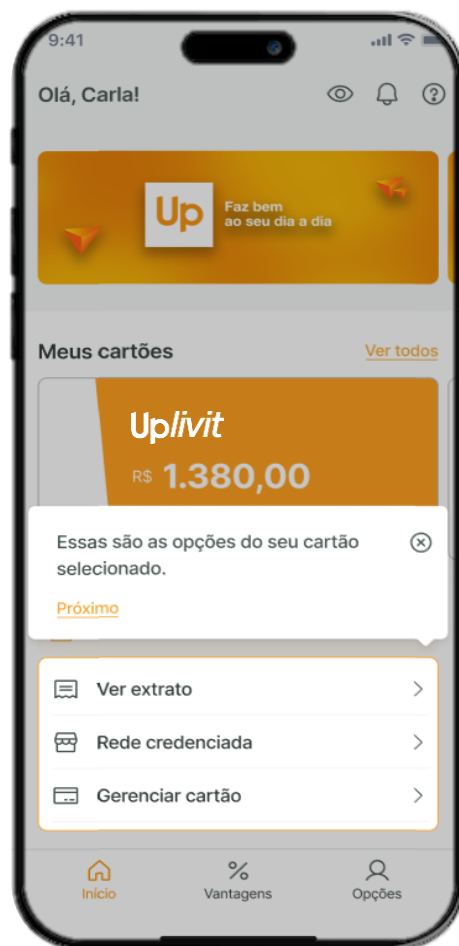 9:41
Olá, Carla!
Up
Faz bem
ao seu dia a dia
Meus cartões
Ver todos
Uplivit
R$ 1.380,00
Essas são as opções do seu cartão
selecionado.
Próximo
Ver extrato
Rede credenciada
Gerenciar cartão
Início
Vantagens
Opções